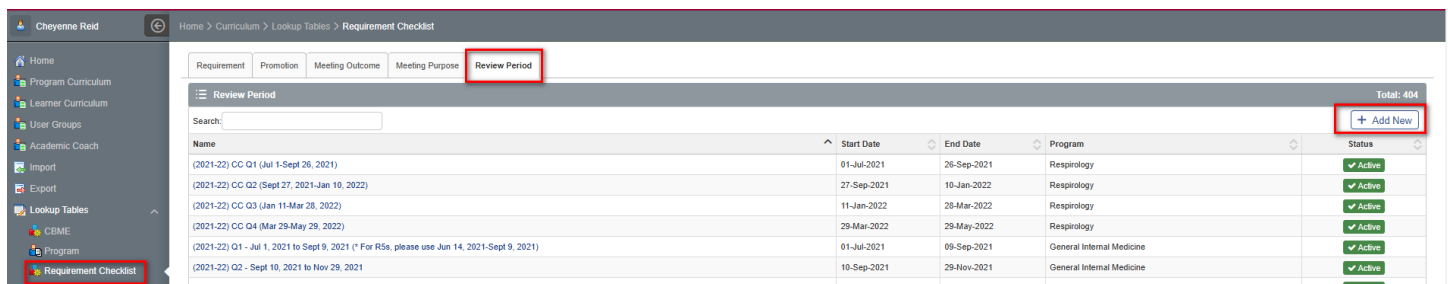 Cheyenne Reid
Home > Curriculum > Lookup Tables > Requirement Checklist
Home
Program Curriculum
Learner Curriculum
User Groups
Academic Coach
Import
Export
Lookup Tables
CBME
Program
Requirement Checklist
Requirement Promotion Meeting Outcome Meeting Purpose Review Period
Review Period Total: 404
Search: + Add New
Name Start Date End Date Program Status
(2021-22) CC Q1 (Jul 1-Sept 26, 2021) 01-Jul-2021 26-Sep-2021 Respirology Active
(2021-22) CC Q2 (Sept 27, 2021-Jan 10, 2022) 27-Sep-2021 10-Jan-2022 Respirology Active
(2021-22) CC Q3 (Jan 11-Mar 28, 2022) 11-Jan-2022 28-Mar-2022 Respirology Active
(2021-22) CC Q4 (Mar 29-May 29, 2022) 29-Mar-2022 29-May-2022 Respirology Active
(2021-22) Q1 - Jul 1, 2021 to Sept 9, 2021 (* For R5s, please use Jun 14, 2021-Sept 9, 2021) 01-Jul-2021 09-Sep-2021 General Internal Medicine Active
(2021-22) Q2 - Sept 10, 2021 to Nov 29, 2021 10-Sep-2021 29-Nov-2021 General Internal Medicine Active